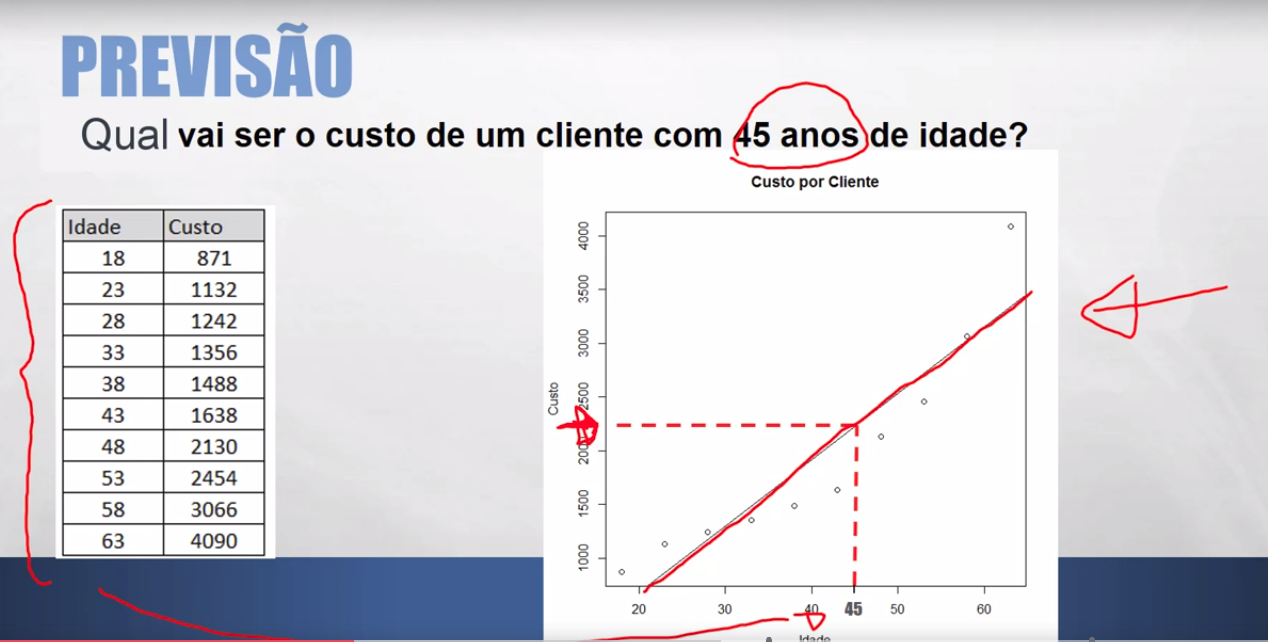 PREVISÃO
Qual vai ser o custo de um cliente com 45 anos de idade?
Idade Custo
18 871
23 1132
28 1242
33 1356
38 1488
43 1638
48 2130
53 2454
58 3066
63 4090
Custo por Cliente
Custo
4000
3500
3000
2500
2000
1500
1000
20 30 40 45 50 60
Idade